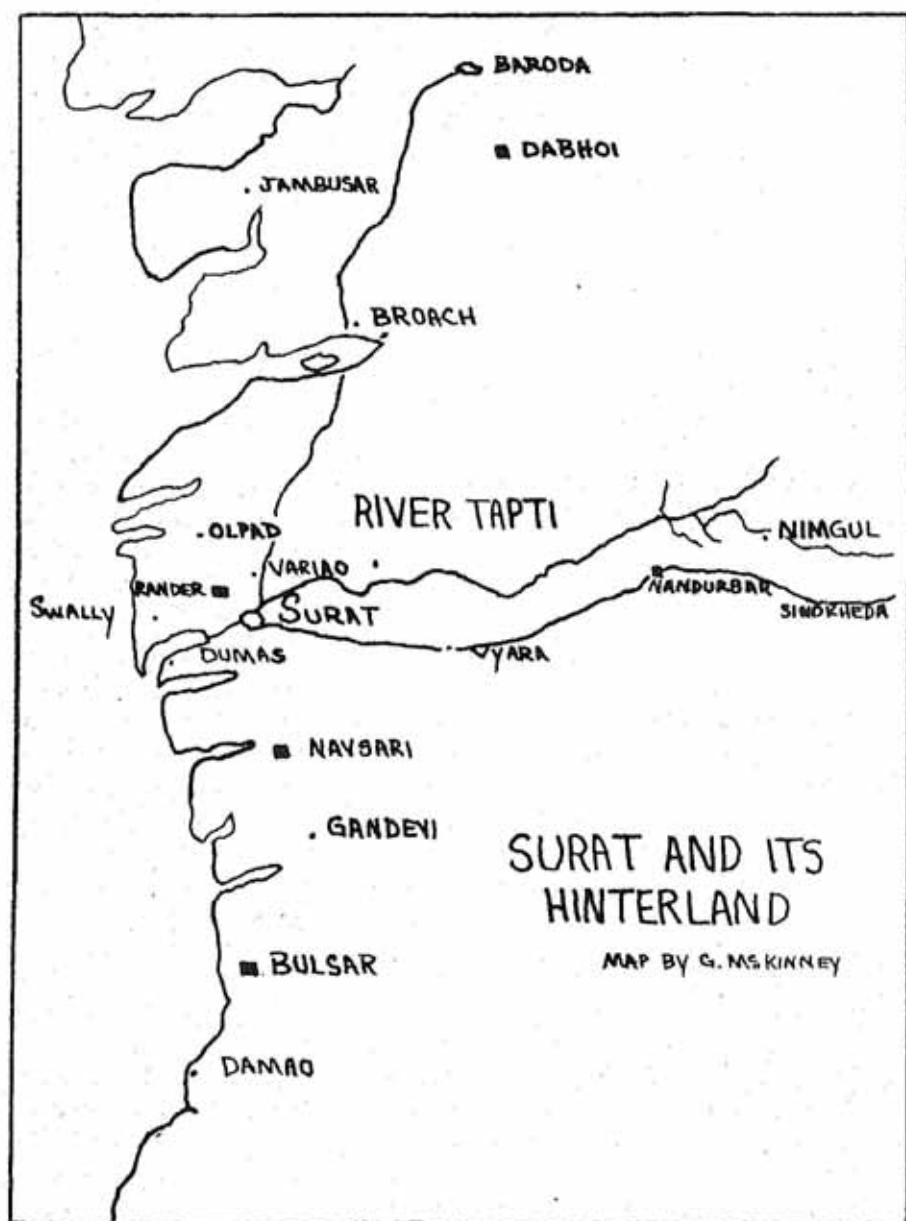 BARODA
DABHOI
JAMBUSAR
BROACH
RIVER TAPTI
OLPAD
NIMGUL
VARIAO
RANDER
NANDURBAR
SWALLY
SURAT
SINDKHEDA
DUMAS
VYARA
NAVSARI
GANDEVI
SURAT AND ITS
HINTERLAND
BULSAR
MAP BY G. MSKINNEY
DAMAO